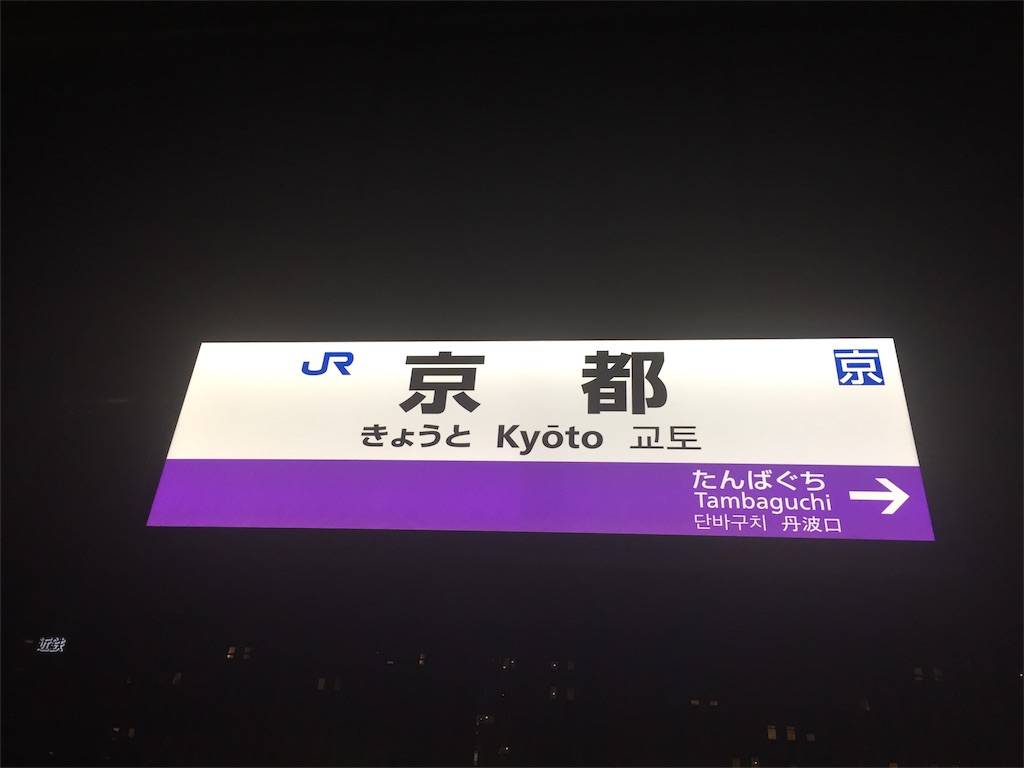 JR 京都 京
きょうと Kyōto 교토
たんばぐち
Tambaguchi →
단바구치 丹波口
近鉄